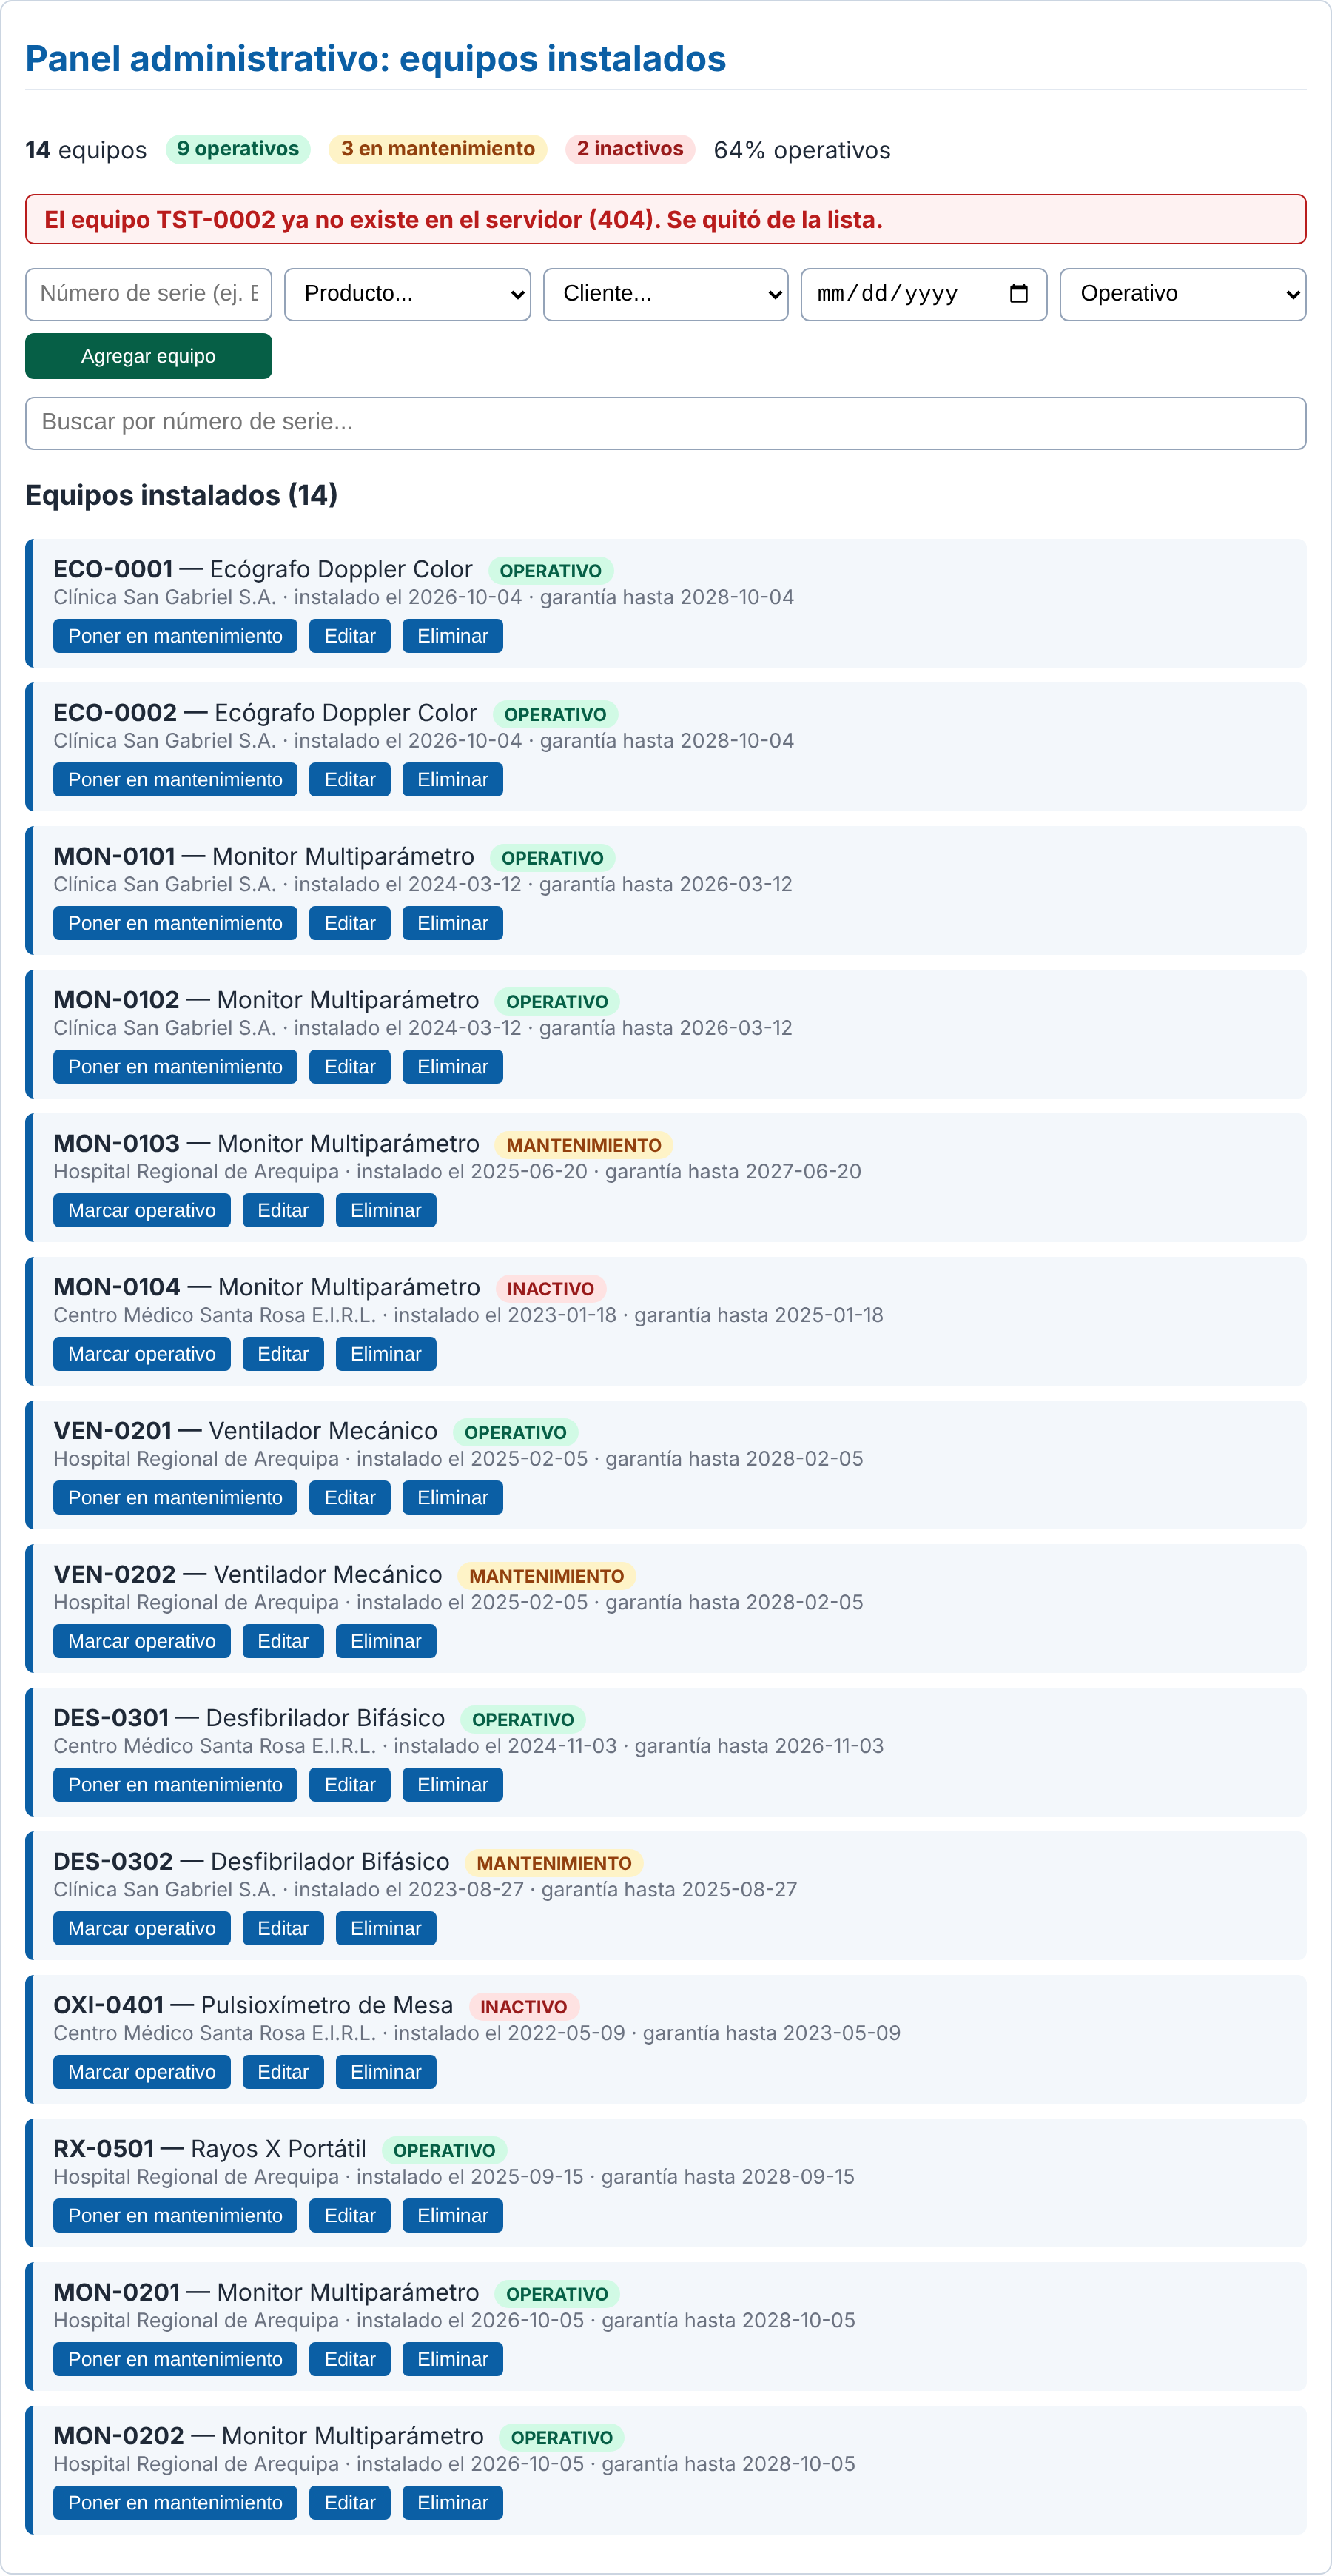 Panel administrativo: equipos instalados
14 equipos 9 operativos 3 en mantenimiento 2 inactivos 64% operativos
El equipo TST-0002 ya no existe en el servidor (404). Se quitó de la lista.
Número de serie (ej. E Producto... Cliente... mm/dd/yyyy Operativo
Agregar equipo
Buscar por número de serie...
Equipos instalados (14)
ECO-0001 — Ecógrafo Doppler Color OPERATIVO
Clínica San Gabriel S.A. · instalado el 2026-10-04 · garantía hasta 2028-10-04
Poner en mantenimiento Editar Eliminar
ECO-0002 — Ecógrafo Doppler Color OPERATIVO
Clínica San Gabriel S.A. · instalado el 2026-10-04 · garantía hasta 2028-10-04
Poner en mantenimiento Editar Eliminar
MON-0101 — Monitor Multiparámetro OPERATIVO
Clínica San Gabriel S.A. · instalado el 2024-03-12 · garantía hasta 2026-03-12
Poner en mantenimiento Editar Eliminar
MON-0102 — Monitor Multiparámetro OPERATIVO
Clínica San Gabriel S.A. · instalado el 2024-03-12 · garantía hasta 2026-03-12
Poner en mantenimiento Editar Eliminar
MON-0103 — Monitor Multiparámetro MANTENIMIENTO
Hospital Regional de Arequipa · instalado el 2025-06-20 · garantía hasta 2027-06-20
Marcar operativo Editar Eliminar
MON-0104 — Monitor Multiparámetro INACTIVO
Centro Médico Santa Rosa E.I.R.L. · instalado el 2023-01-18 · garantía hasta 2025-01-18
Marcar operativo Editar Eliminar
VEN-0201 — Ventilador Mecánico OPERATIVO
Hospital Regional de Arequipa · instalado el 2025-02-05 · garantía hasta 2028-02-05
Poner en mantenimiento Editar Eliminar
VEN-0202 — Ventilador Mecánico MANTENIMIENTO
Hospital Regional de Arequipa · instalado el 2025-02-05 · garantía hasta 2028-02-05
Marcar operativo Editar Eliminar
DES-0301 — Desfibrilador Bifásico OPERATIVO
Centro Médico Santa Rosa E.I.R.L. · instalado el 2024-11-03 · garantía hasta 2026-11-03
Poner en mantenimiento Editar Eliminar
DES-0302 — Desfibrilador Bifásico MANTENIMIENTO
Clínica San Gabriel S.A. · instalado el 2023-08-27 · garantía hasta 2025-08-27
Marcar operativo Editar Eliminar
OXI-0401 — Pulsioxímetro de Mesa INACTIVO
Centro Médico Santa Rosa E.I.R.L. · instalado el 2022-05-09 · garantía hasta 2023-05-09
Marcar operativo Editar Eliminar
RX-0501 — Rayos X Portátil OPERATIVO
Hospital Regional de Arequipa · instalado el 2025-09-15 · garantía hasta 2028-09-15
Poner en mantenimiento Editar Eliminar
MON-0201 — Monitor Multiparámetro OPERATIVO
Hospital Regional de Arequipa · instalado el 2026-10-05 · garantía hasta 2028-10-05
Poner en mantenimiento Editar Eliminar
MON-0202 — Monitor Multiparámetro OPERATIVO
Hospital Regional de Arequipa · instalado el 2026-10-05 · garantía hasta 2028-10-05
Poner en mantenimiento Editar Eliminar